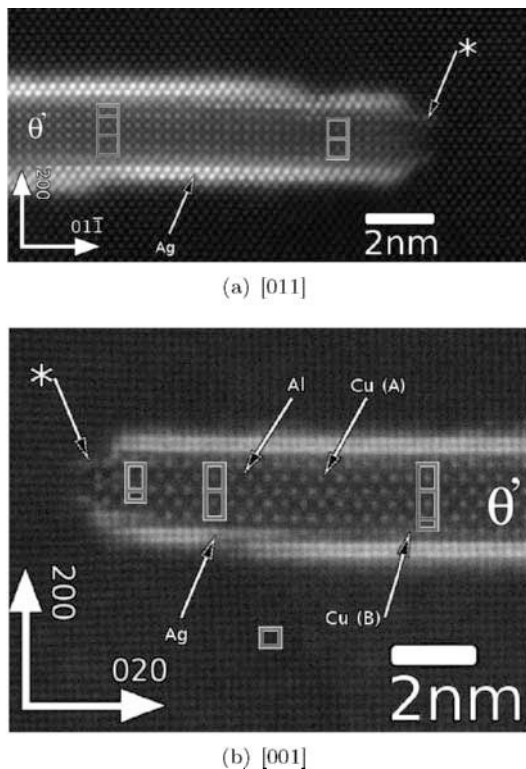 *
θ'
200
011̅
Ag
2nm
(a) [011]
*
Al
Cu (A)
θ'
200
Ag
Cu (B)
020
2nm
(b) [001]